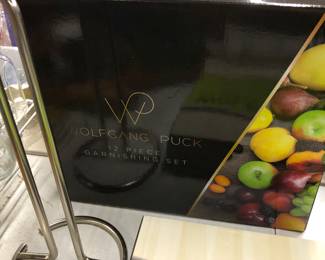 WP
WOLFGANG PUCK
12 PIECE
GARNISHING SET